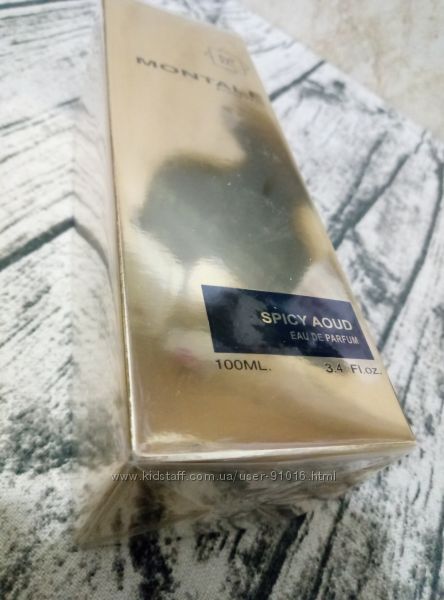 MONTALE
SPICY AOUD
EAU DE PARFUM
100ML. 3.4 Fl.oz.
www.kidstaff.com.ua/user-91016.html